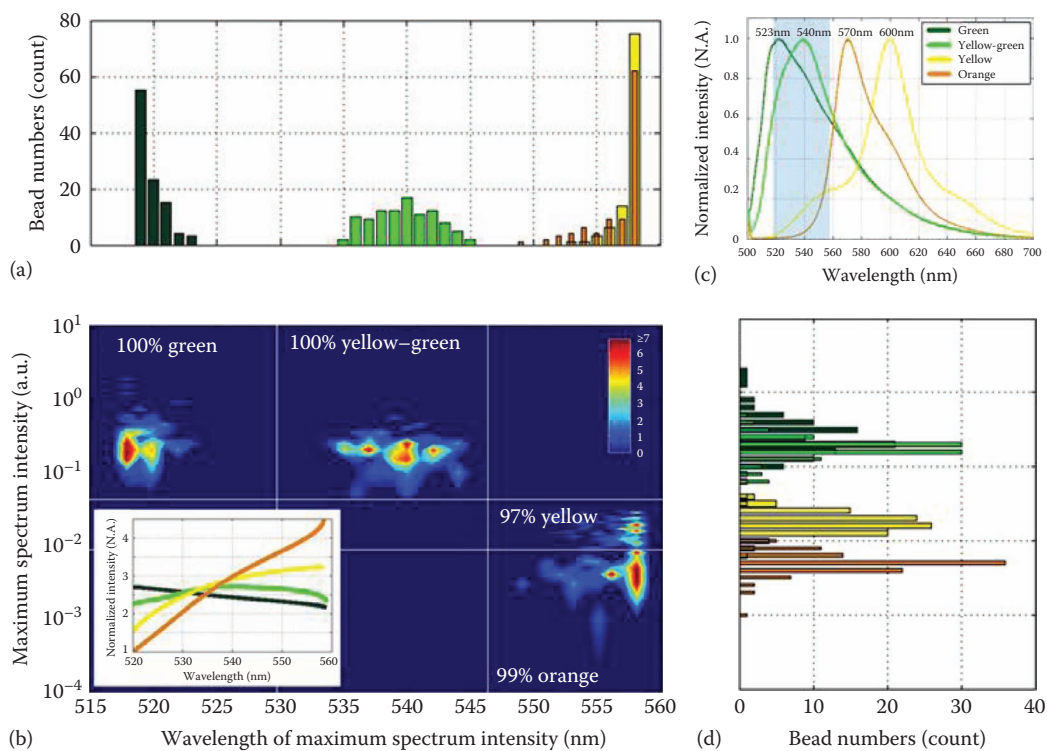 80
60
40
20
0
Bead numbers (count)
(a)
523nm 540nm 570nm 600nm
Green
Yellow-green
Yellow
Orange
1.0
0.8
0.6
0.4
0.2
0
Normalized intensity (N.A.)
500 520 540 560 580 600 620 640 660 680 700
Wavelength (nm)
(c)
10¹
10⁰
10⁻¹
10⁻²
10⁻³
10⁻⁴
Maximum spectrum intensity (a.u.)
100% green
100% yellow–green
97% yellow
99% orange
≥7
6
5
4
3
2
1
0
4
3
2
1
Normalized intensity (N.A.)
520 530 540 550 560
Wavelength (nm)
515 520 525 530 535 540 545 550 555 560
(b)
Wavelength of maximum spectrum intensity (nm)
0 10 20 30 40
(d)
Bead numbers (count)